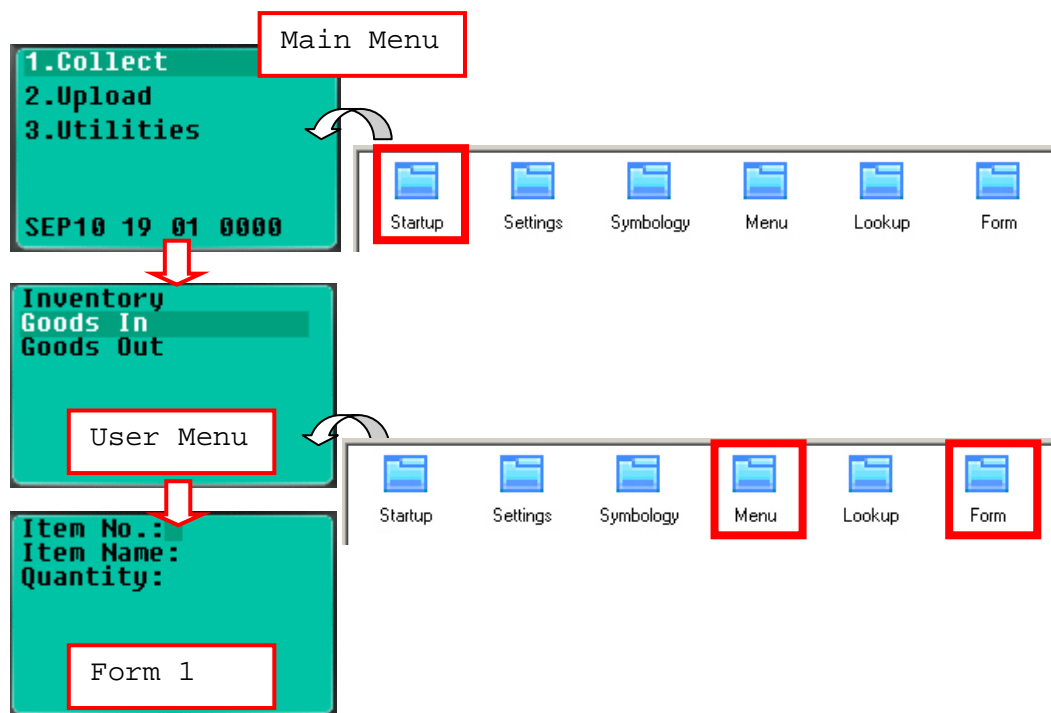 Main Menu
1.Collect
2.Upload
3.Utilities
SEP10 19 01 0000
Startup Settings Symbology Menu Lookup Form
Inventory
Goods In
Goods Out
User Menu
Startup Settings Symbology Menu Lookup Form
Item No.:
Item Name:
Quantity:
Form 1